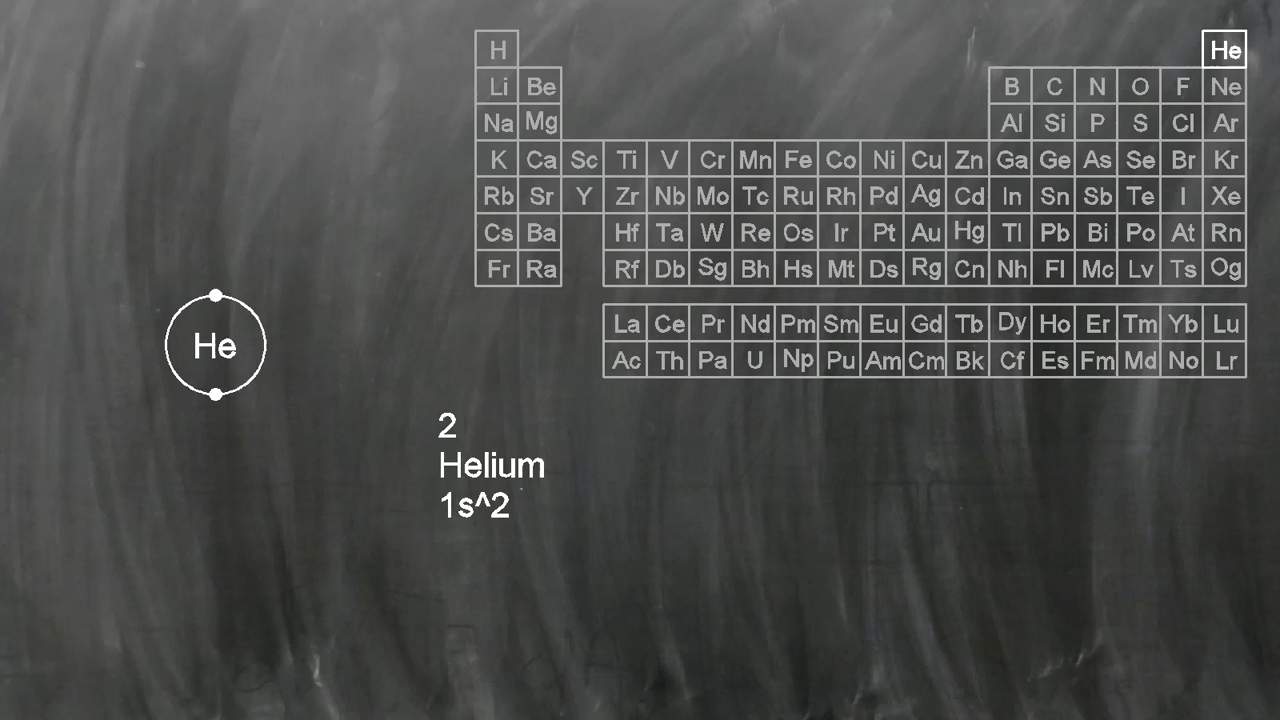 H He
Li Be B C N O F Ne
Na Mg Al Si P S Cl Ar
K Ca Sc Ti V Cr Mn Fe Co Ni Cu Zn Ga Ge As Se Br Kr
Rb Sr Y Zr Nb Mo Tc Ru Rh Pd Ag Cd In Sn Sb Te I Xe
Cs Ba Hf Ta W Re Os Ir Pt Au Hg Tl Pb Bi Po At Rn
Fr Ra Rf Db Sg Bh Hs Mt Ds Rg Cn Nh Fl Mc Lv Ts Og
La Ce Pr Nd Pm Sm Eu Gd Tb Dy Ho Er Tm Yb Lu
Ac Th Pa U Np Pu Am Cm Bk Cf Es Fm Md No Lr
He
2
Helium
1s^2